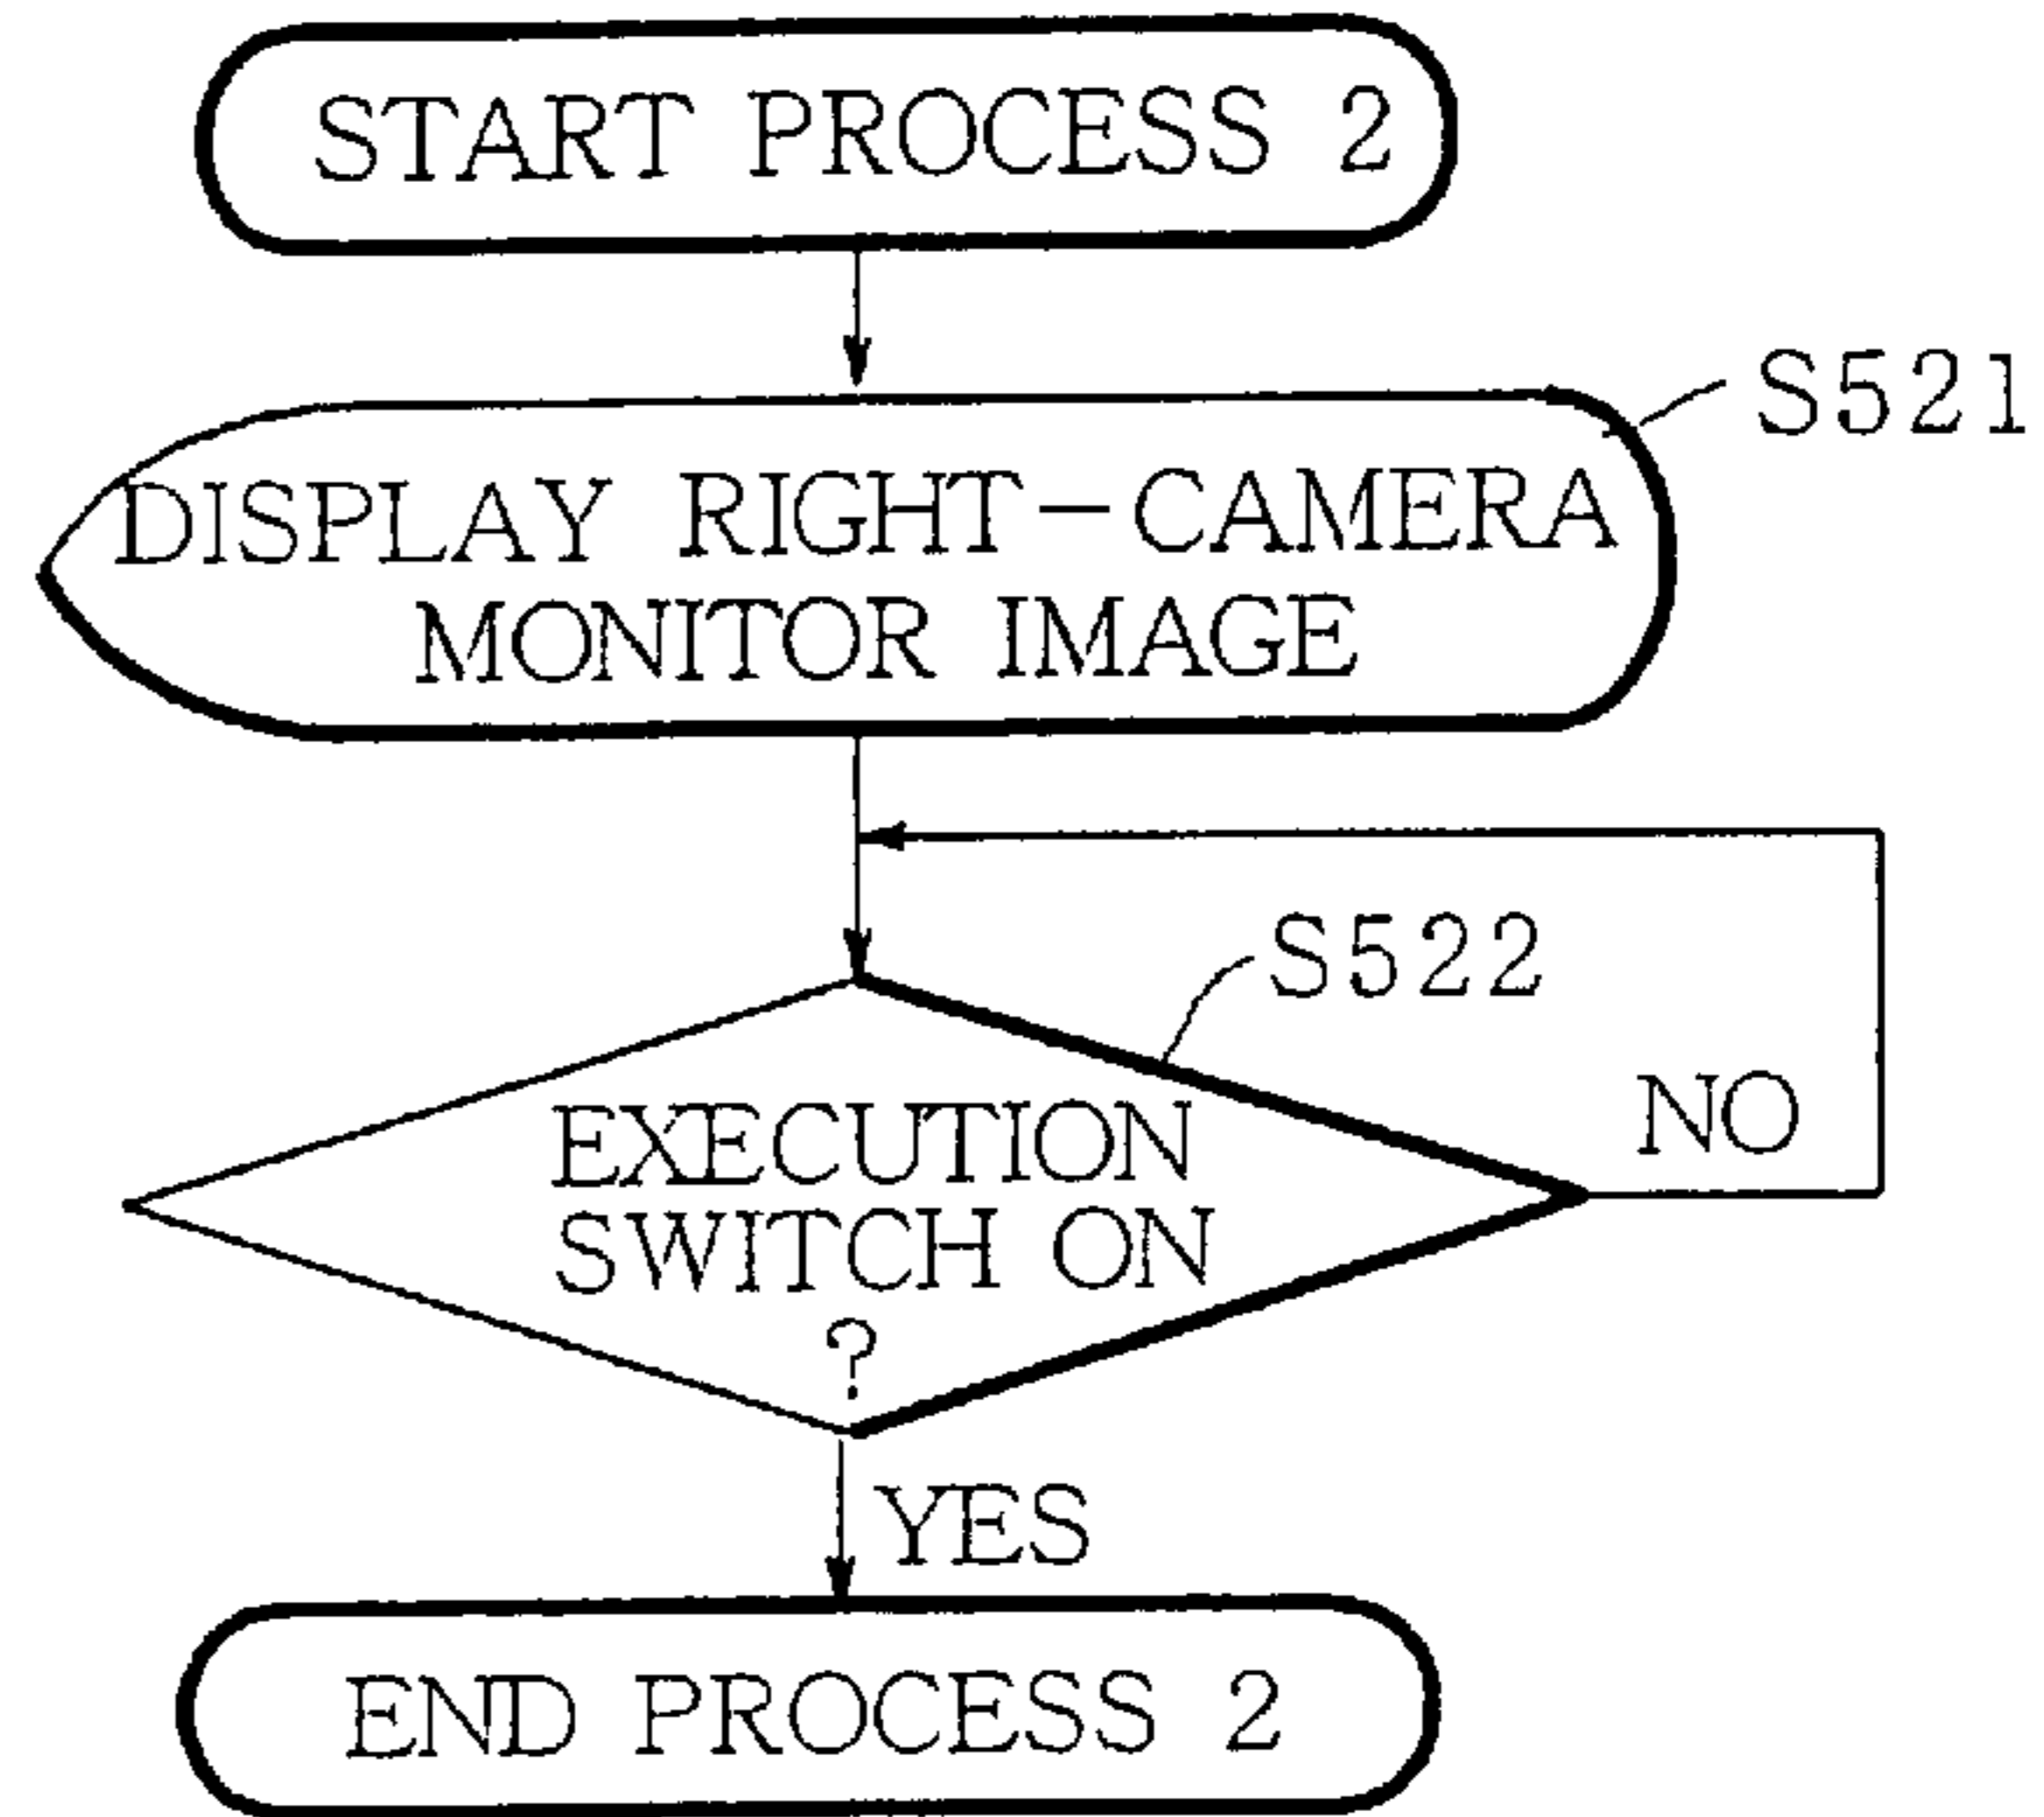 START PROCESS 2
S521
DISPLAY RIGHT-CAMERA
MONITOR IMAGE
S522
EXECUTION
SWITCH ON
?
NO
YES
END PROCESS 2